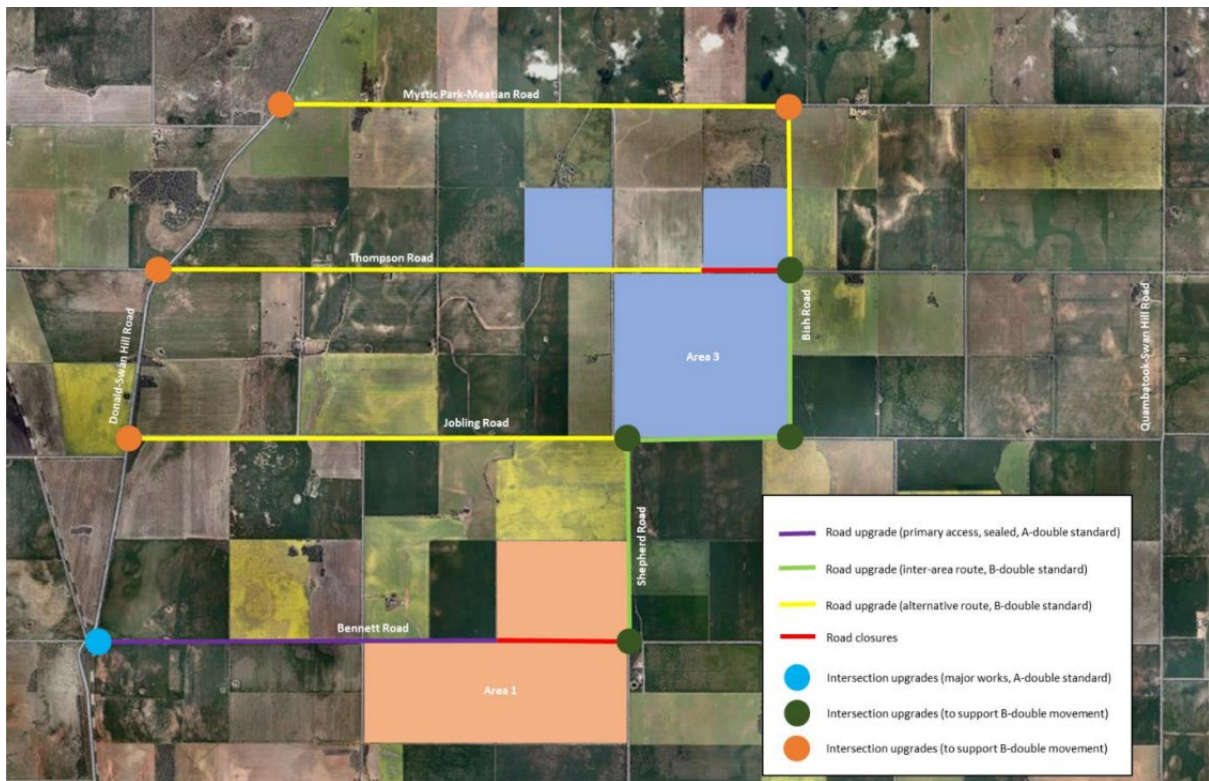 Mystic Park-Meatian Road
Thompson Road
Donald-Swan Hill Road
Bish Road
Quambatook-Swan Hill Road
Area 3
Jobling Road
Shepherd Road
Bennett Road
Area 1
Road upgrade (primary access, sealed, A-double standard)
Road upgrade (inter-area route, B-double standard)
Road upgrade (alternative route, B-double standard)
Road closures
Intersection upgrades (major works, A-double standard)
Intersection upgrades (to support B-double movement)
Intersection upgrades (to support B-double movement)